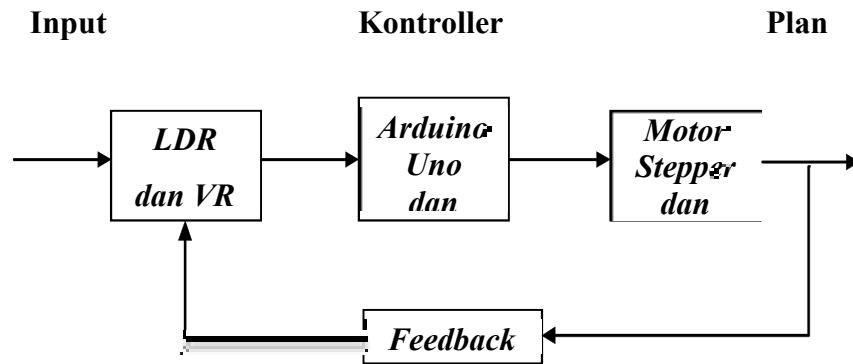 Input Kontroller Plan
LDR
dan VR
Arduino
Uno
dan
Motor
Stepper
dan
Feedback